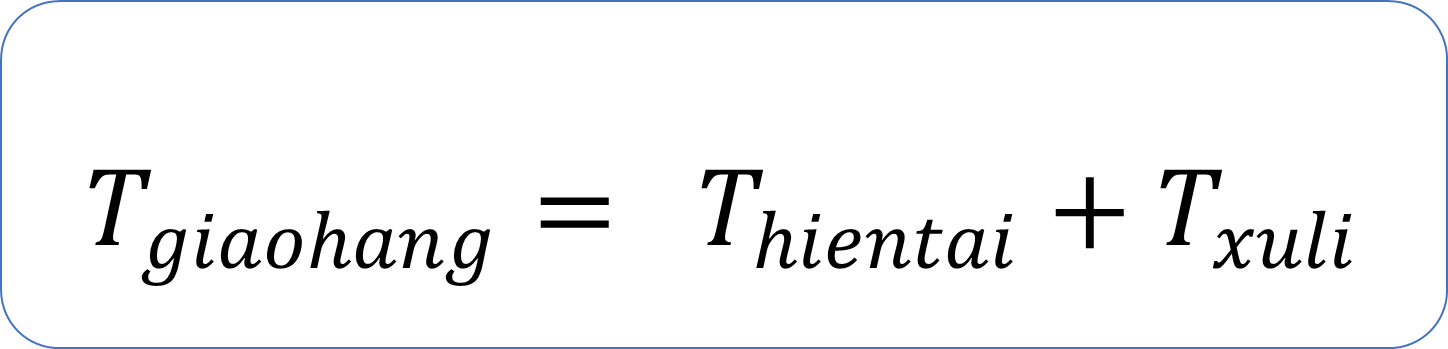 T_giaohang = T_hientai + T_xuli